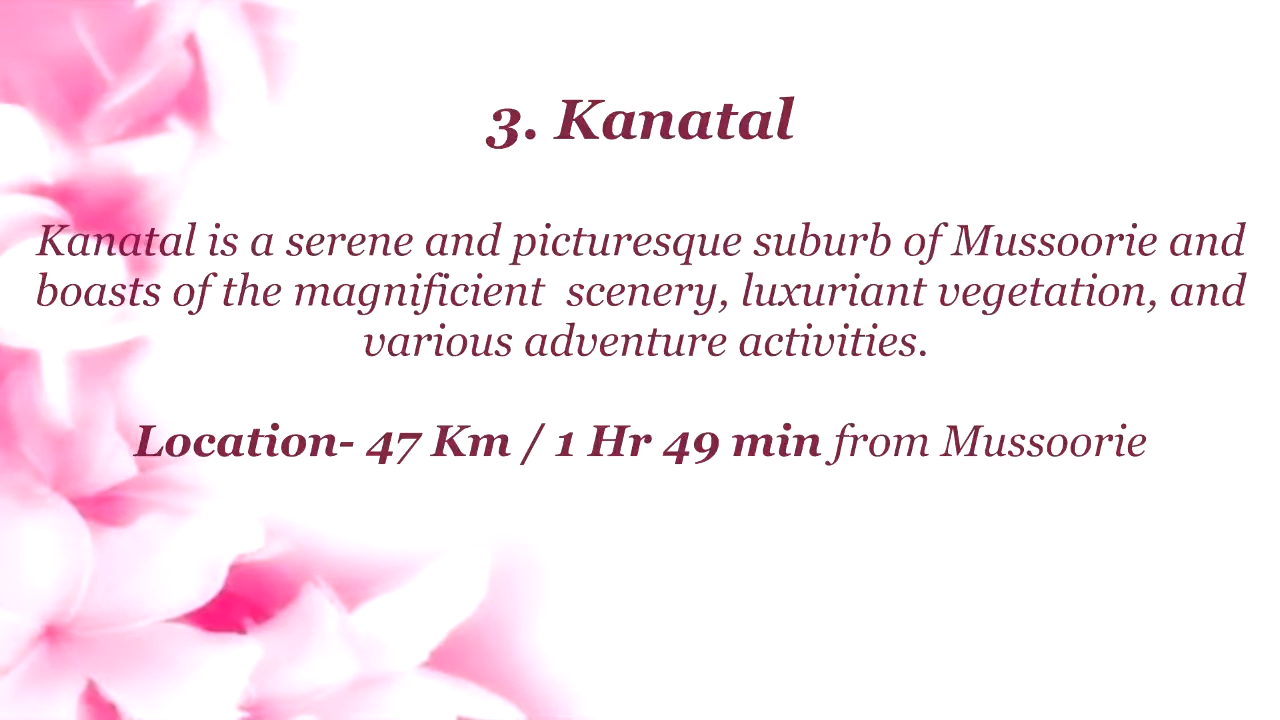 3. Kanatal
Kanatal is a serene and picturesque suburb of Mussoorie and
boasts of the magnificient  scenery, luxuriant vegetation, and
various adventure activities.
Location- 47 Km / 1 Hr 49 min from Mussoorie